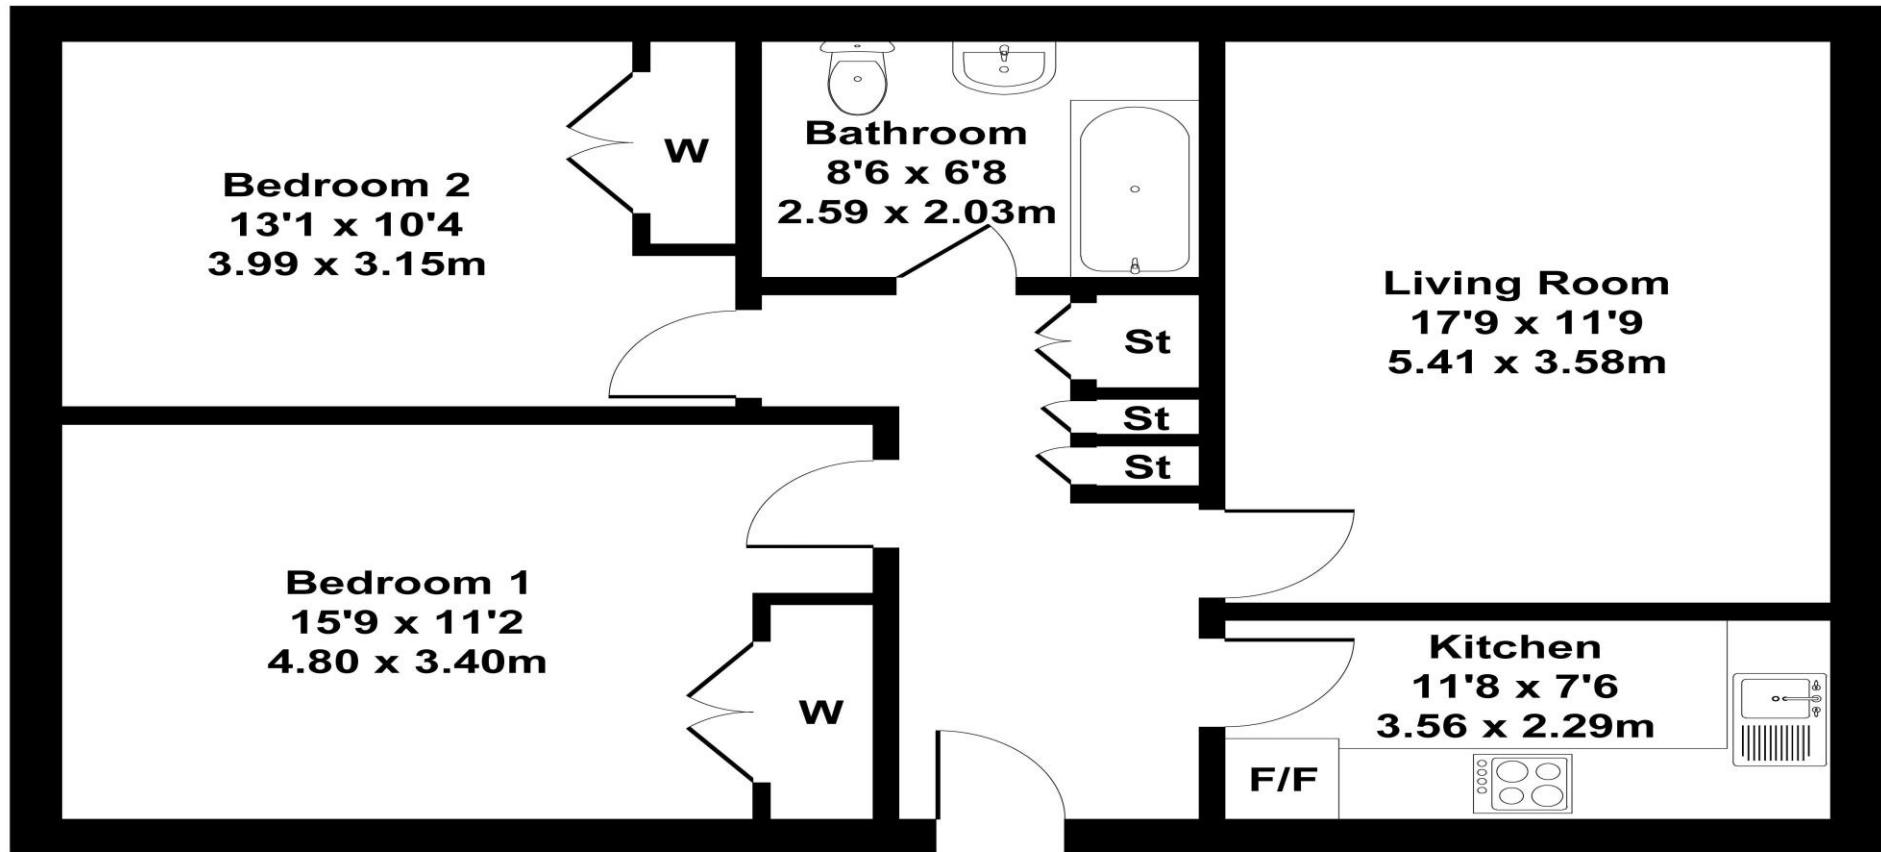 Bedroom 2
13'1 x 10'4
3.99 x 3.15m
W
Bathroom
8'6 x 6'8
2.59 x 2.03m
Living Room
17'9 x 11'9
5.41 x 3.58m
St
St
St
Bedroom 1
15'9 x 11'2
4.80 x 3.40m
W
Kitchen
11'8 x 7'6
3.56 x 2.29m
F/F